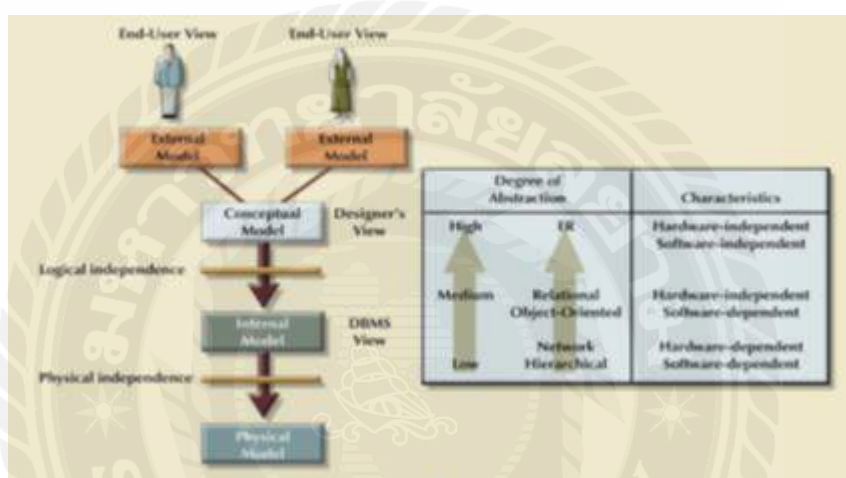 End-User View
End-User View
External
Model
External
Model
Conceptual
Model
Designer's
View
Logical independence
Internal
Model
DBMS
View
Physical independence
Physical
Model
Degree of
Abstraction
Characteristics
High
ER
Hardware-independent
Software-independent
Medium
Relational
Object-Oriented
Hardware-independent
Software-dependent
Low
Network
Hierarchical
Hardware-dependent
Software-dependent